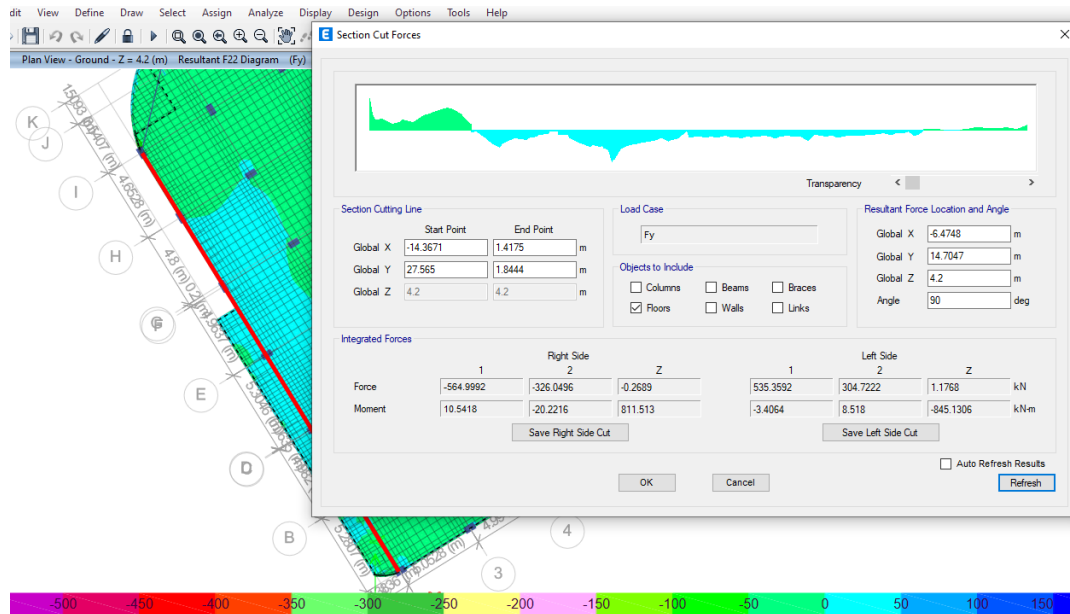 dit View Define Draw Select Assign Analyze Display Design Options Tools Help
Plan View - Ground - Z = 4.2 (m) Resultant F22 Diagram (Fy)
Section Cut Forces
Transparency < >
Section Cutting Line
Start Point End Point
Global X -14.3671 1.4175 m
Global Y 27.565 1.8444 m
Global Z 4.2 4.2 m
Load Case
Fy
Objects to Include
Columns Beams Braces
Floors Walls Links
Resultant Force Location and Angle
Global X -6.4748 m
Global Y 14.7047 m
Global Z 4.2 m
Angle 90 deg
Integrated Forces
Right Side Left Side
1 2 Z 1 2 Z
Force -564.9992 -326.0496 -0.2689 535.3592 304.7222 1.1768 kN
Moment 10.5418 -20.2216 811.513 -3.4064 8.518 -845.1306 kN-m
Save Right Side Cut Save Left Side Cut
Auto Refresh Results
OK Cancel Refresh
K
J
I
H
E
D
B
4
3
4.6528 (m)
4.8 (m)
-500 -450 -400 -350 -300 -250 -200 -150 -100 -50 0 50 100 150